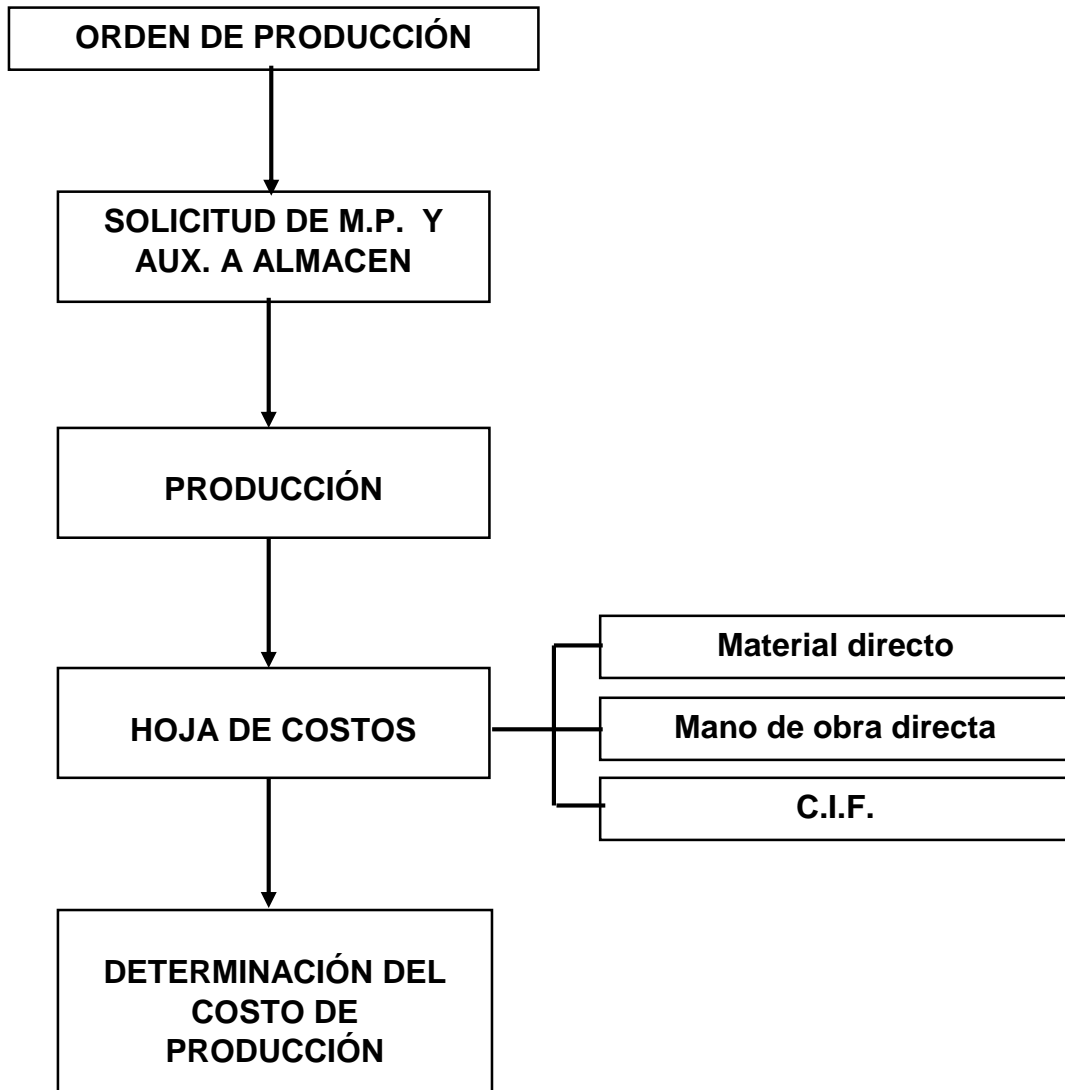 ORDEN DE PRODUCCIÓN
SOLICITUD DE M.P. Y
AUX. A ALMACEN
PRODUCCIÓN
HOJA DE COSTOS
Material directo
Mano de obra directa
C.I.F.
DETERMINACIÓN DEL
COSTO DE
PRODUCCIÓN